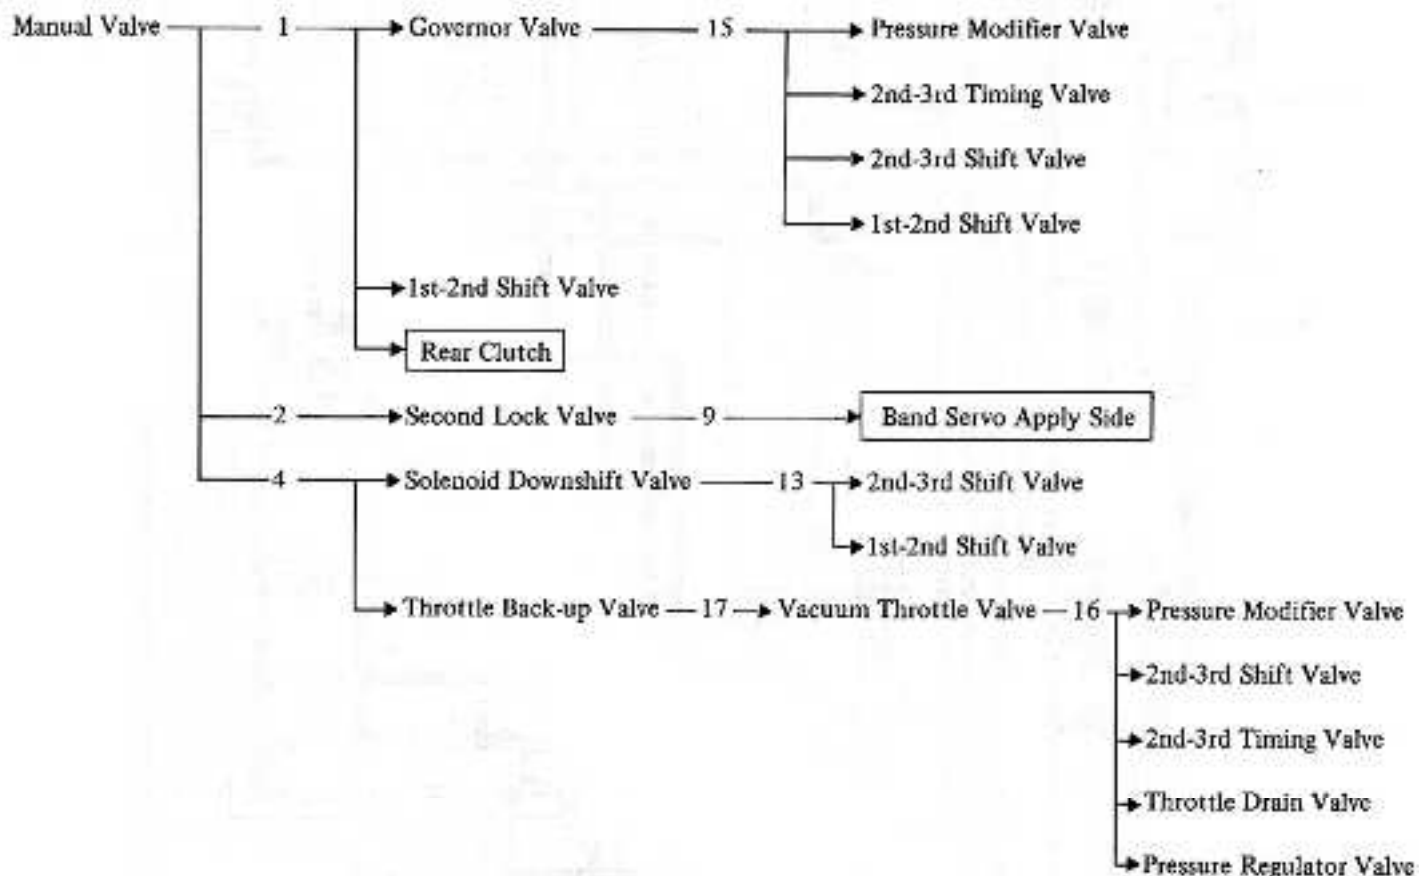 Manual Valve 1 Governor Valve 15 Pressure Modifier Valve
2nd-3rd Timing Valve
2nd-3rd Shift Valve
1st-2nd Shift Valve
1st-2nd Shift Valve
Rear Clutch
2 Second Lock Valve 9 Band Servo Apply Side
4 Solenoid Downshift Valve 13 2nd-3rd Shift Valve
1st-2nd Shift Valve
Throttle Back-up Valve 17 Vacuum Throttle Valve 16 Pressure Modifier Valve
2nd-3rd Shift Valve
2nd-3rd Timing Valve
Throttle Drain Valve
Pressure Regulator Valve